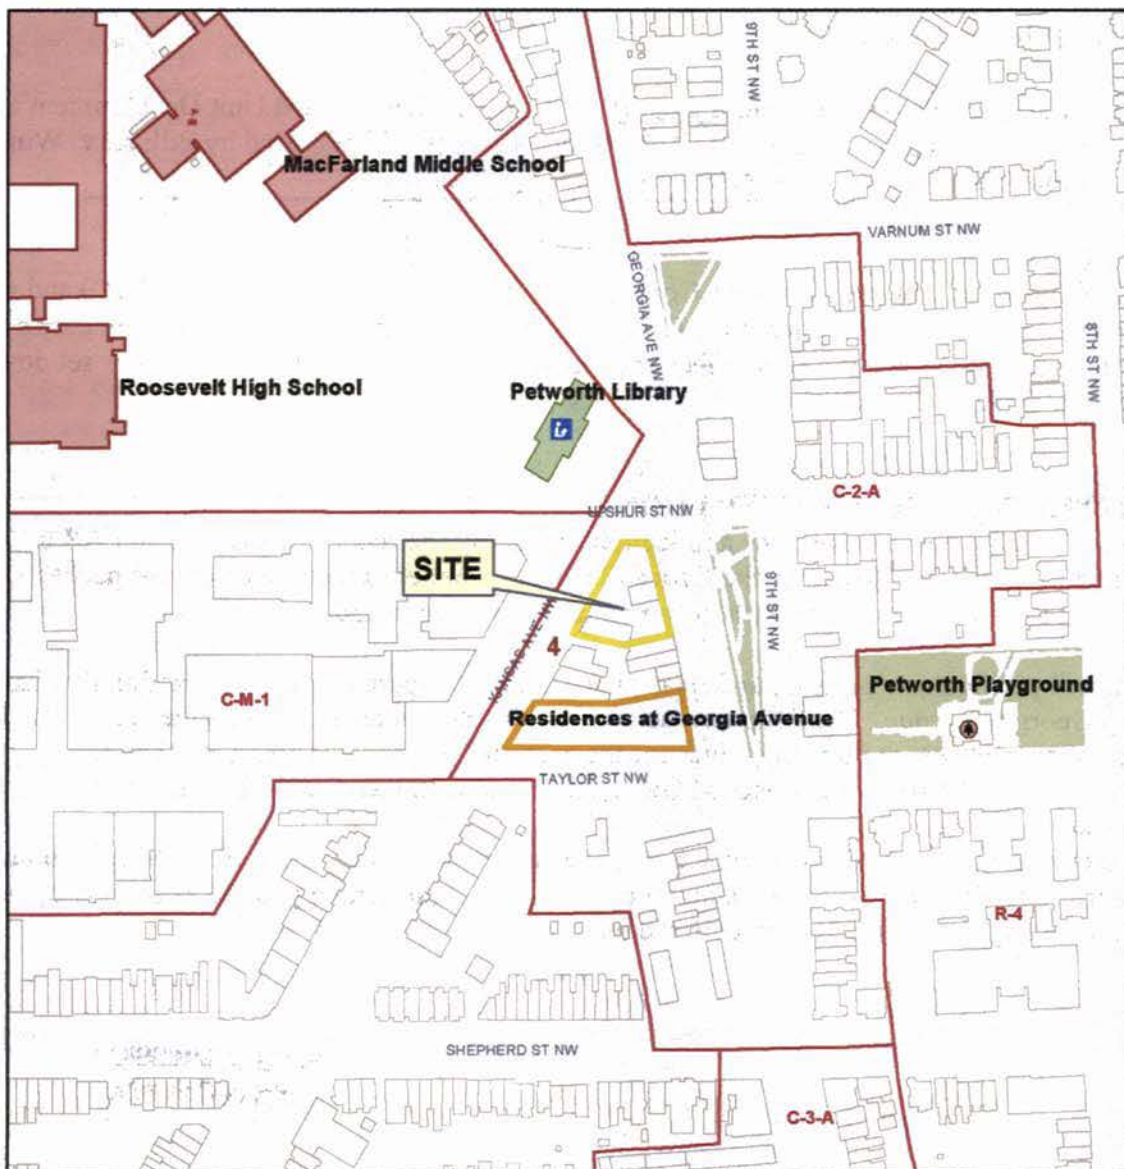 9TH ST NW
MacFarland Middle School
VARNUM ST NW
GEORGIA AVE NW
8TH ST NW
Roosevelt High School
Petworth Library
C-2-A
UPSHUR ST NW
SITE
9TH ST NW
KANSAS AVE NW
4
C-M-1
Petworth Playground
Residences at Georgia Avenue
TAYLOR ST NW
R-4
SHEPHERD ST NW
C-3-A